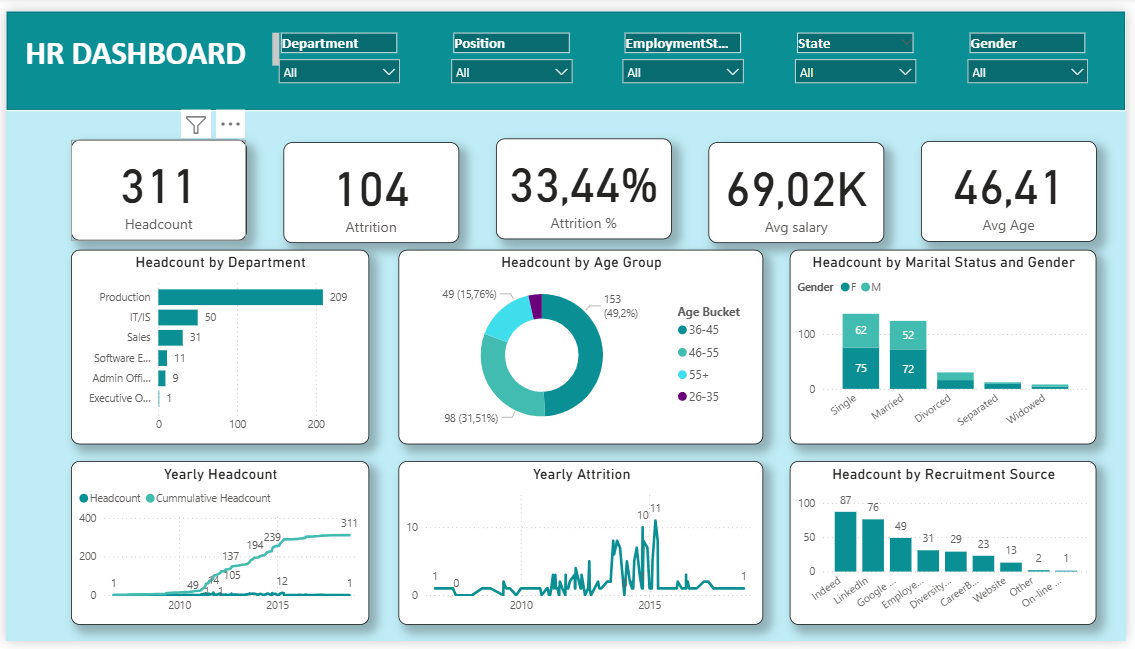 HR DASHBOARD
Department
All
Position
All
EmploymentSt...
All
State
All
Gender
All
311
Headcount
104
Attrition
33,44%
Attrition %
69,02K
Avg salary
46,41
Avg Age
Headcount by Department
Production 209
IT/IS 50
Sales 31
Software E... 11
Admin Offi... 9
Executive O... 1
0 100 200
Headcount by Age Group
49 (15,76%)
153
(49,2%)
98 (31,51%)
Age Bucket
36-45
46-55
55+
26-35
Headcount by Marital Status and Gender
Gender F M
100
0
62
75
52
72
Single Married Divorced Separated Widowed
Yearly Headcount
Headcount Cummulative Headcount
400
200
0
1 49 105 137 194 239 311
12 1
2010 2015
Yearly Attrition
10
0
1 0 10 11 1
2010 2015
Headcount by Recruitment Source
100
50
0
87 76 49 31 29 23 13 2 1
Indeed LinkedIn Google ... Employe... Diversity... CareerB... Website Other On-line ...